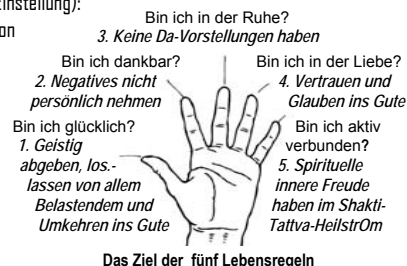 instellung):
on
Bin ich in der Ruhe?
3. Keine Da-Vorstellungen haben
Bin ich dankbar?
2. Negatives nicht
persönlich nehmen
Bin ich in der Liebe?
4. Vertrauen und
Glauben ins Gute
Bin ich glücklich?
1. Geistig
abgeben, los.-
lassen von allem
Belastendem und
Umkehren ins Gute
Bin ich aktiv
verbunden?
5. Spirituelle
innere Freude
haben im Shakti-
Tattva-HeilstrOm
Das Ziel der fünf Lebensregeln